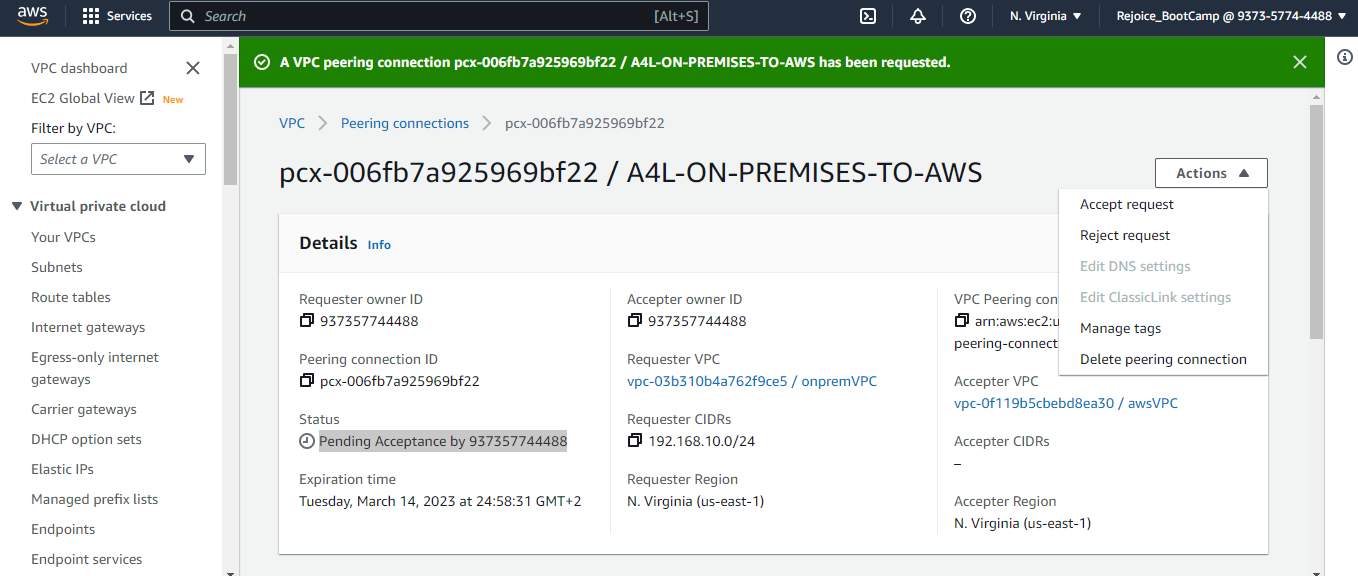 aws
Services
Search
[Alt+S]
N. Virginia
Rejoice_BootCamp @ 9373-5774-4488
VPC dashboard
EC2 Global View New
Filter by VPC:
Select a VPC
Virtual private cloud
Your VPCs
Subnets
Route tables
Internet gateways
Egress-only internet
gateways
Carrier gateways
DHCP option sets
Elastic IPs
Managed prefix lists
Endpoints
Endpoint services
A VPC peering connection pcx-006fb7a925969bf22 / A4L-ON-PREMISES-TO-AWS has been requested.
VPC
Peering connections
pcx-006fb7a925969bf22
pcx-006fb7a925969bf22 / A4L-ON-PREMISES-TO-AWS
Actions
Accept request
Reject request
Edit DNS settings
Edit ClassicLink settings
Manage tags
Delete peering connection
Details Info
Requester owner ID
937357744488
Peering connection ID
pcx-006fb7a925969bf22
Status
Pending Acceptance by 937357744488
Expiration time
Tuesday, March 14, 2023 at 24:58:31 GMT+2
Accepter owner ID
937357744488
Requester VPC
vpc-03b310b4a762f9ce5 / onpremVPC
Requester CIDRs
192.168.10.0/24
Requester Region
N. Virginia (us-east-1)
VPC Peering con
arn:aws:ec2:u
peering-connect
Accepter VPC
vpc-0f119b5cbebd8ea30 / awsVPC
Accepter CIDRs
–
Accepter Region
N. Virginia (us-east-1)